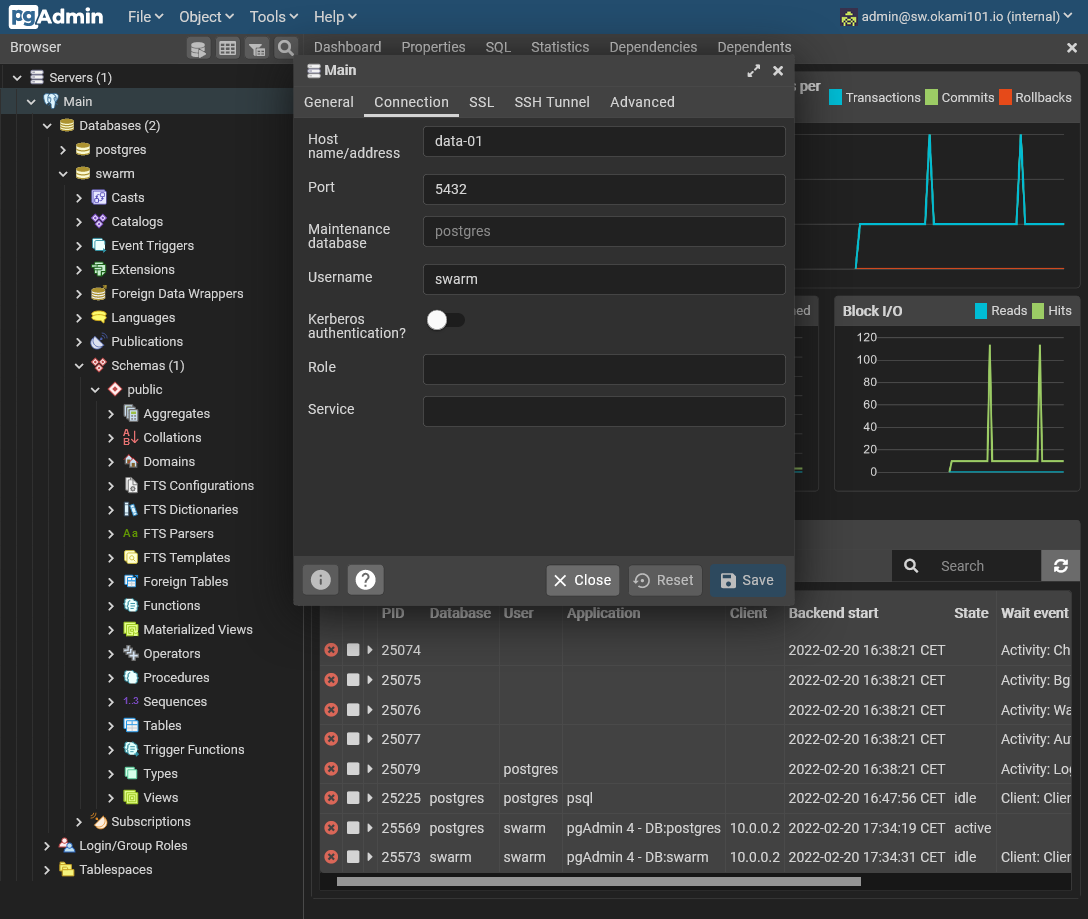 pgAdmin File Object Tools Help admin@sw.okami101.io (internal)
Browser Dashboard Properties SQL Statistics Dependencies Dependents
Servers (1)
Main
Databases (2)
postgres
swarm
Casts
Catalogs
Event Triggers
Extensions
Foreign Data Wrappers
Languages
Publications
Schemas (1)
public
Aggregates
Collations
Domains
FTS Configurations
FTS Dictionaries
Aa FTS Parsers
FTS Templates
Foreign Tables
Functions
Materialized Views
Operators
Procedures
1..3 Sequences
Tables
Trigger Functions
Types
Views
Subscriptions
Login/Group Roles
Tablespaces
Main
General Connection SSL SSH Tunnel Advanced
Host name/address data-01
Port 5432
Maintenance database postgres
Username swarm
Kerberos authentication?
Role
Service
Close Reset Save
per
Transactions Commits Rollbacks
Block I/O Reads Hits
120
100
80
60
40
20
0
Search
PID Database User Application Client Backend start State Wait event
25074 2022-02-20 16:38:21 CET Activity: Ch
25075 2022-02-20 16:38:21 CET Activity: Bg
25076 2022-02-20 16:38:21 CET Activity: Wa
25077 2022-02-20 16:38:21 CET Activity: Au
25079 postgres 2022-02-20 16:38:21 CET Activity: Lo
25225 postgres postgres psql 2022-02-20 16:47:56 CET idle Client: Clier
25569 postgres swarm pgAdmin 4 - DB:postgres 10.0.0.2 2022-02-20 17:34:19 CET active
25573 swarm swarm pgAdmin 4 - DB:swarm 10.0.0.2 2022-02-20 17:34:31 CET idle Client: Clier